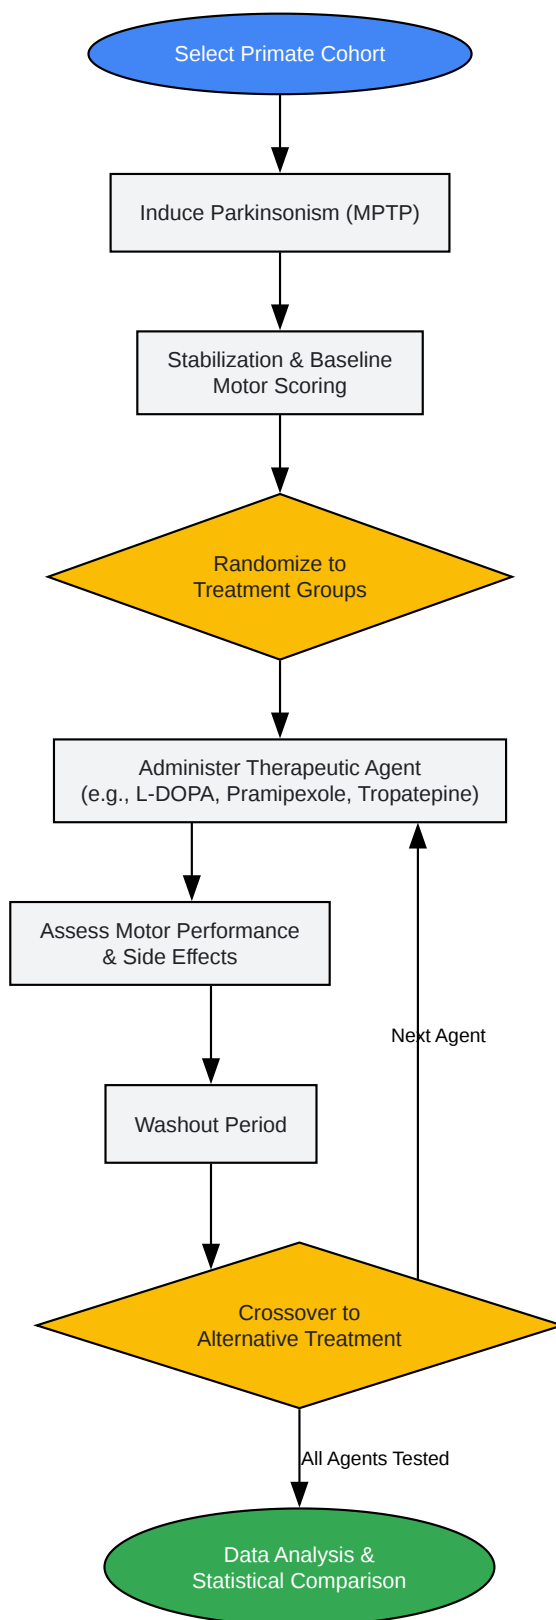 Select Primate Cohort
Induce Parkinsonism (MPTP)
Stabilization & Baseline
Motor Scoring
Randomize to
Treatment Groups
Administer Therapeutic Agent
(e.g., L-DOPA, Pramipexole, Tropatepine)
Assess Motor Performance
& Side Effects
Next Agent
Washout Period
Crossover to
Alternative Treatment
All Agents Tested
Data Analysis &
Statistical Comparison